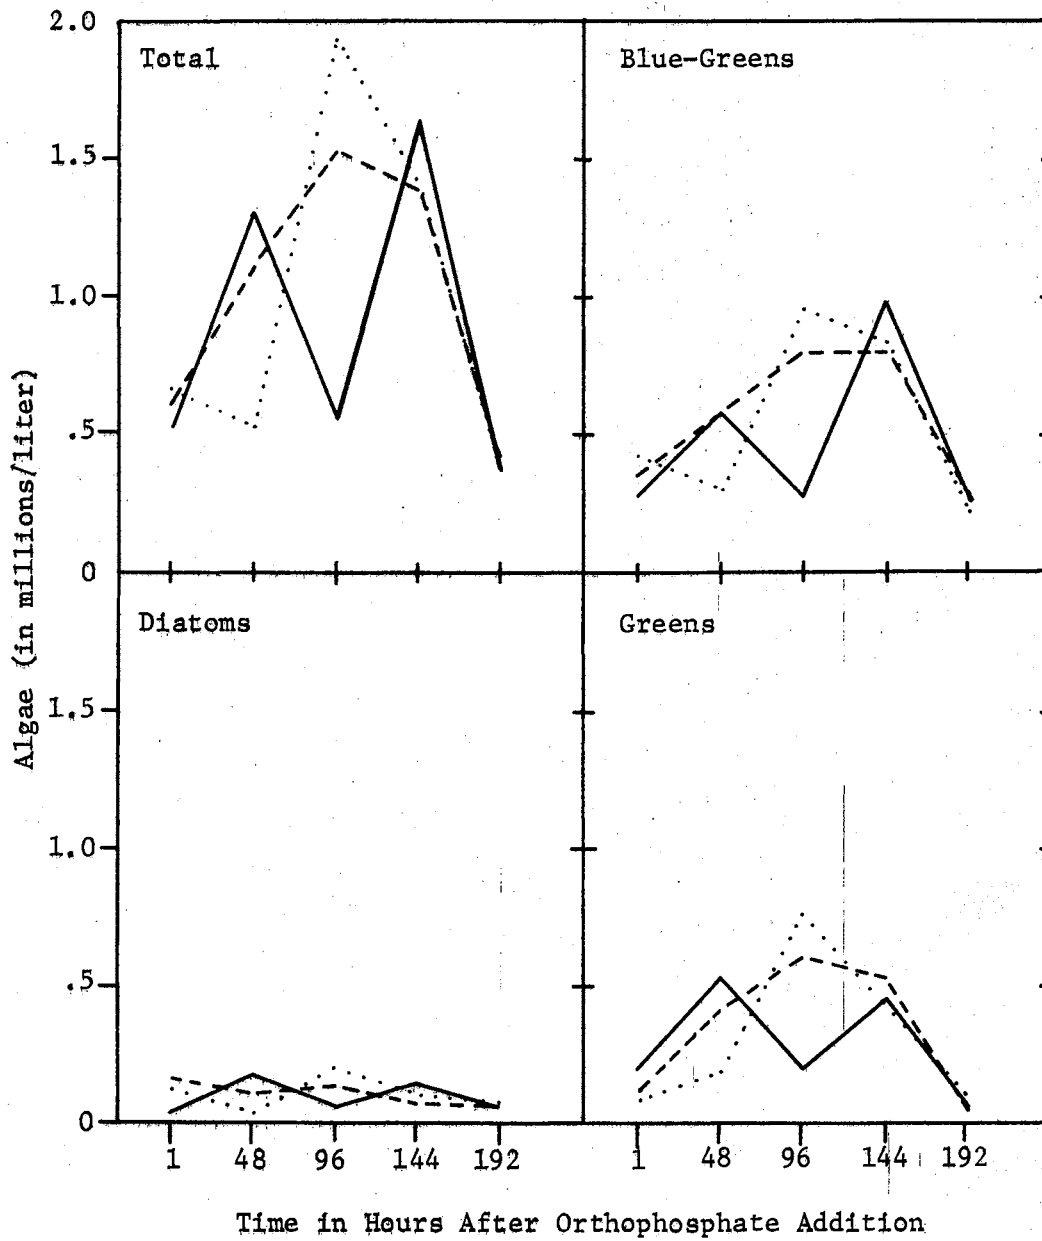 Total
Blue-Greens
Diatoms
Greens
2.0
1.5
1.0
.5
0
1.5
1.0
.5
0
Algae (in millions/liter)
1 48 96 144 192
1 48 96 144 192
Time in Hours After Orthophosphate Addition